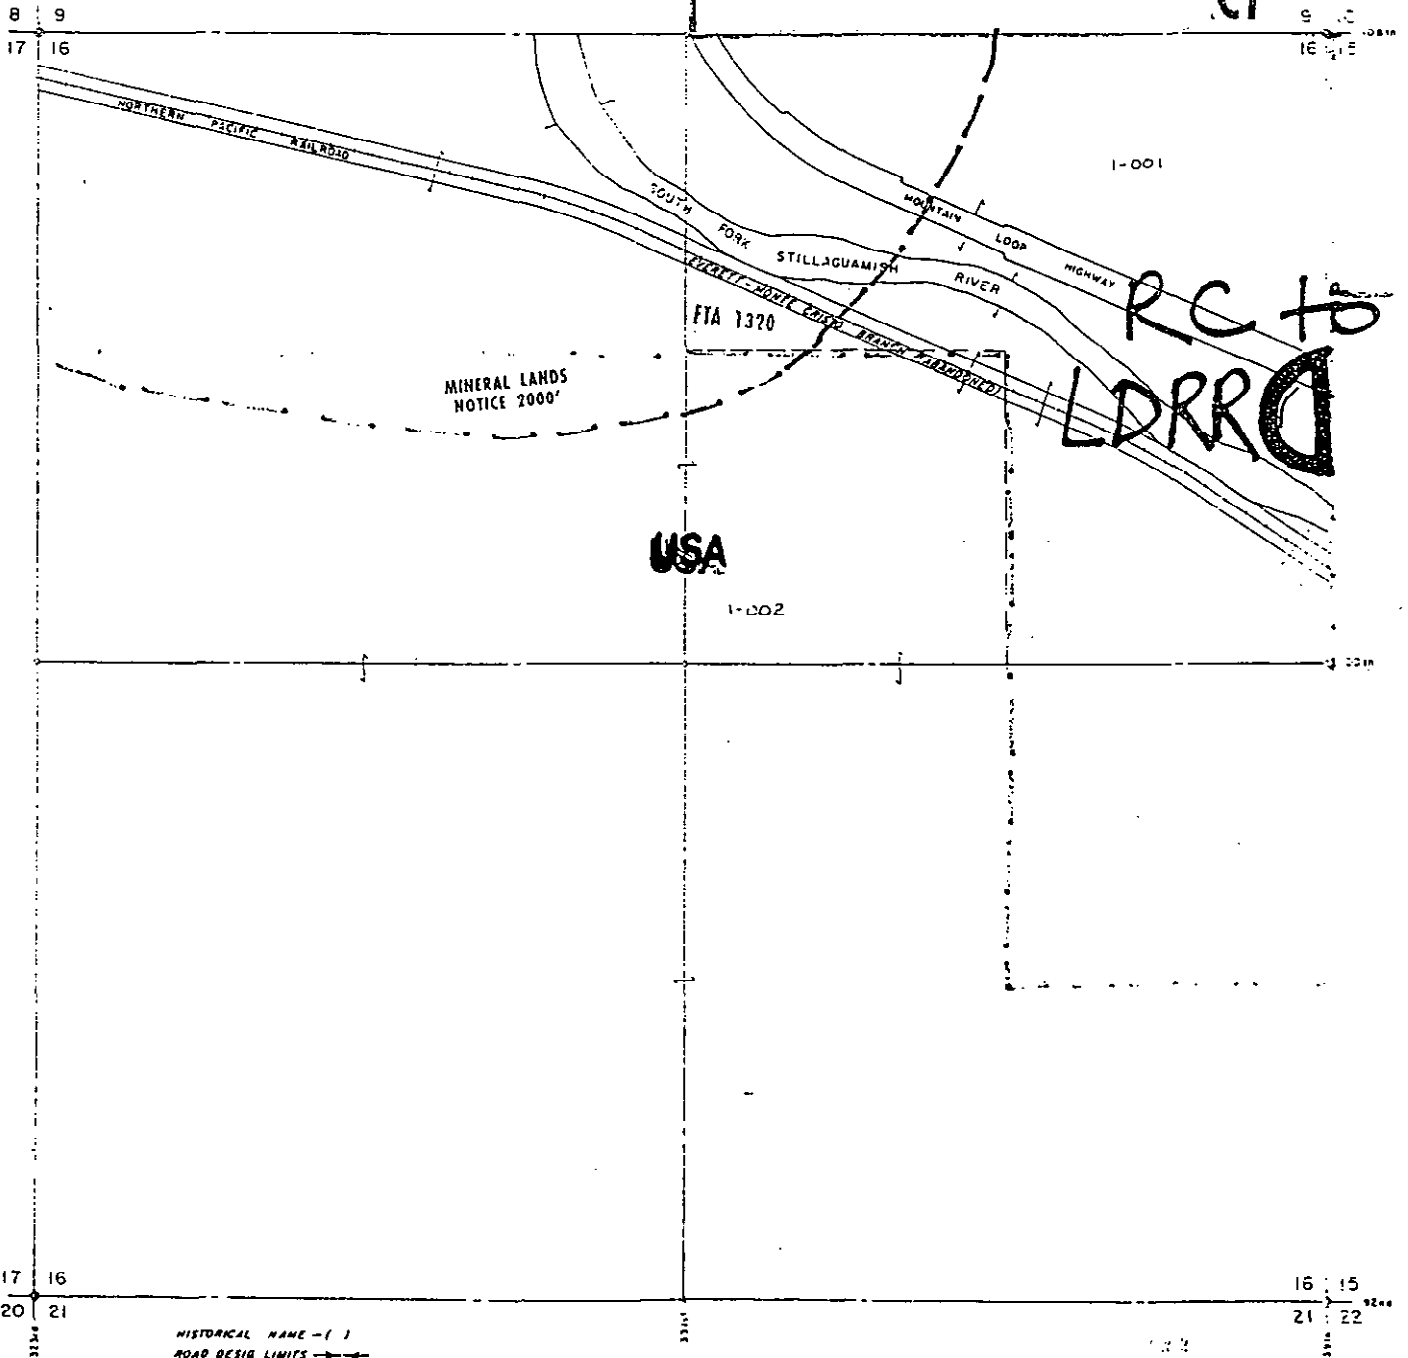 8 9
17 16
9
16 15
NORTHERN PACIFIC RAILROAD
1-001
SOUTH FORK STILLAGUAMISH RIVER
MOUNTAIN LOOP HIGHWAY
EVERETT - MONTE CRISTO BRANCH (ABANDONED)
RC to
LDRR
FTA 1320
MINERAL LANDS
NOTICE 2000'
USA
1-002
17 16
20 21
16 15
21 22
HISTORICAL NAME - ( )
ROAD DESIG LIMITS